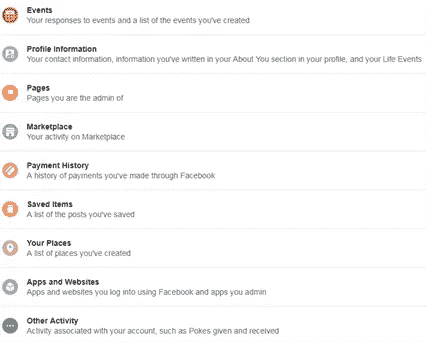 Events
Your responses to events and a list of the events you've created
Profile Information
Your contact information, information you've written in your About You section in your profile, and your Life Events
Pages
Pages you are the admin of
Marketplace
Your activity on Marketplace
Payment History
A history of payments you've made through Facebook
Saved Items
A list of the posts you've saved
Your Places
A list of places you've created
Apps and Websites
Apps and websites you log into using Facebook and apps you admin
Other Activity
Activity associated with your account, such as Pokes given and received